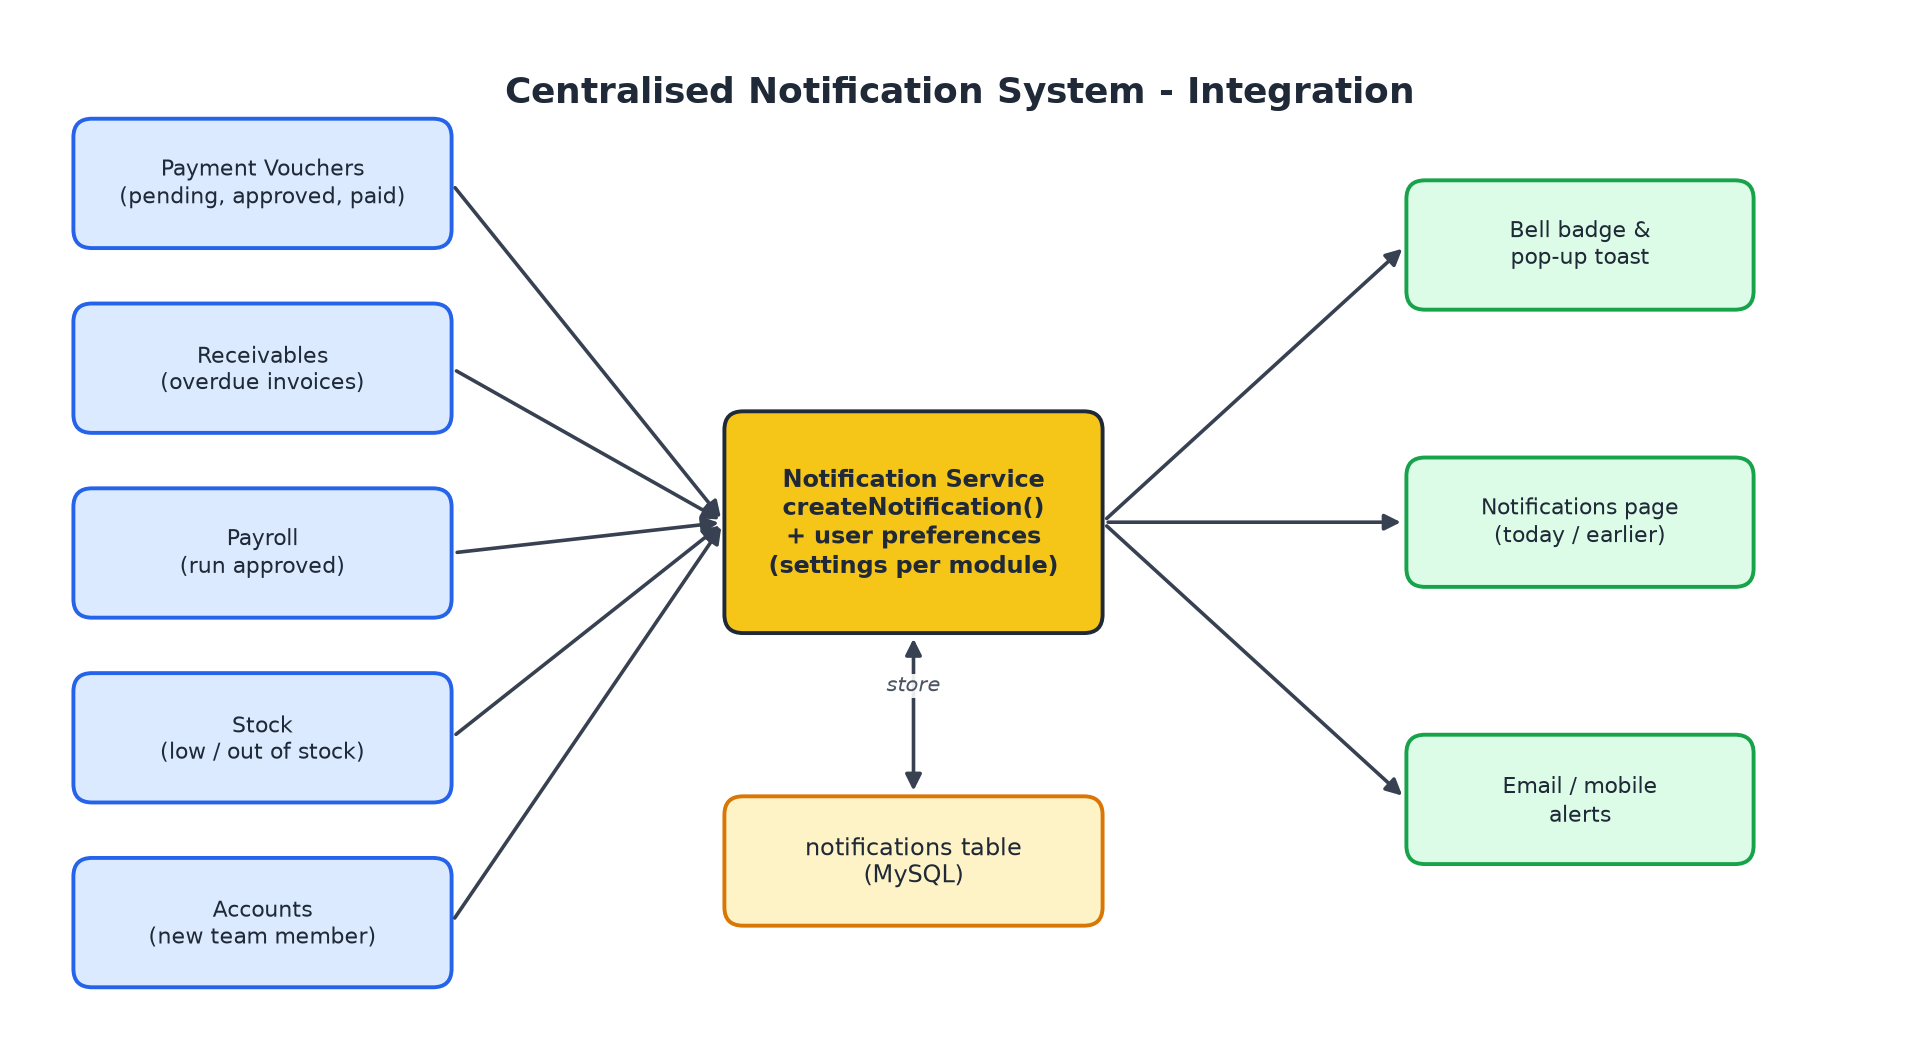 Centralised Notification System - Integration
Payment Vouchers
(pending, approved, paid)
Receivables
(overdue invoices)
Payroll
(run approved)
Stock
(low / out of stock)
Accounts
(new team member)
Notification Service
createNotification()
+ user preferences
(settings per module)
store
notifications table
(MySQL)
Bell badge &
pop-up toast
Notifications page
(today / earlier)
Email / mobile
alerts